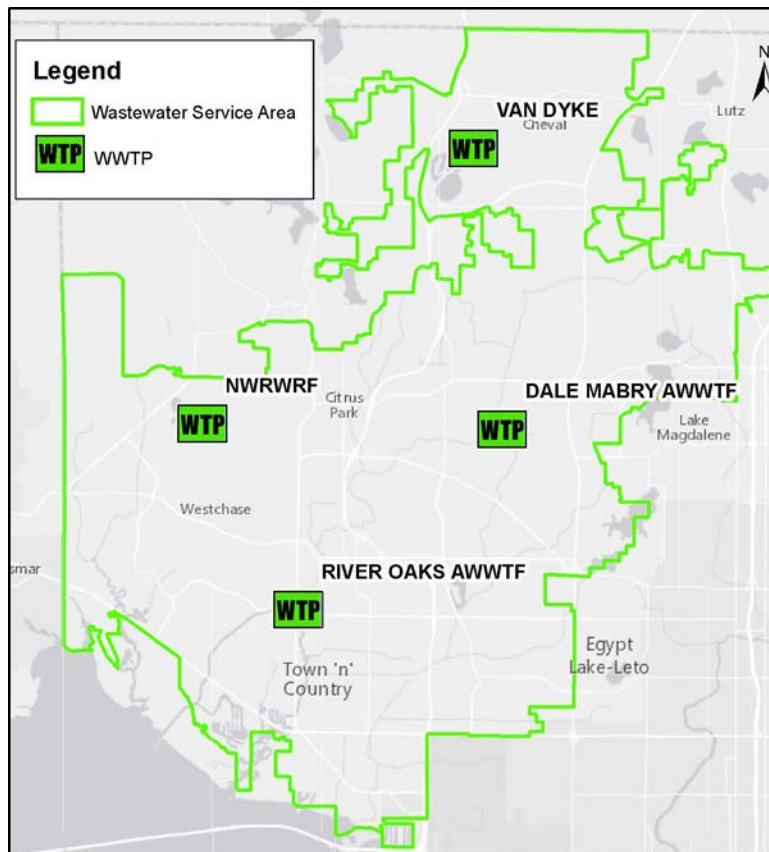 N
Legend
Wastewater Service Area
WTP
WWTP
VAN DYKE
Cheval
Lutz
WTP
NWRWRF
Citrus
Park
DALE MABRY AWWTF
Lake
Magdalene
WTP
WTP
Westchase
smar
RIVER OAKS AWWTF
WTP
Egypt
Lake-Leto
Town 'n'
Country